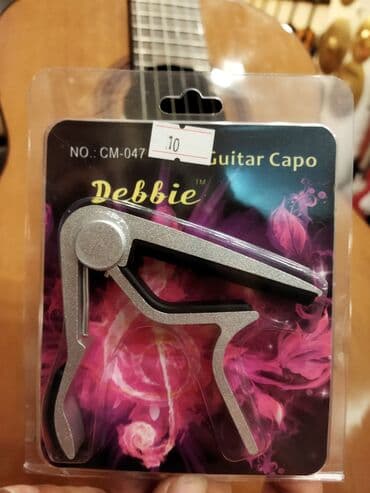 NO.: CM-047
10
Guitar Capo
Debbie™